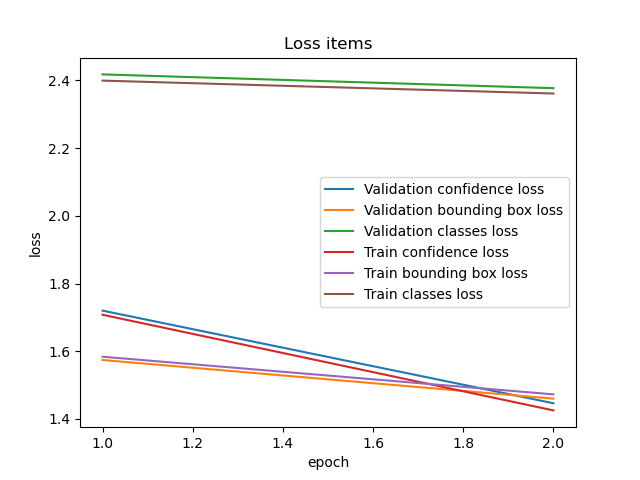 Loss items
2.4
2.2
2.0
1.8
1.6
1.4
loss
Validation confidence loss
Validation bounding box loss
Validation classes loss
Train confidence loss
Train bounding box loss
Train classes loss
1.0 1.2 1.4 1.6 1.8 2.0
epoch